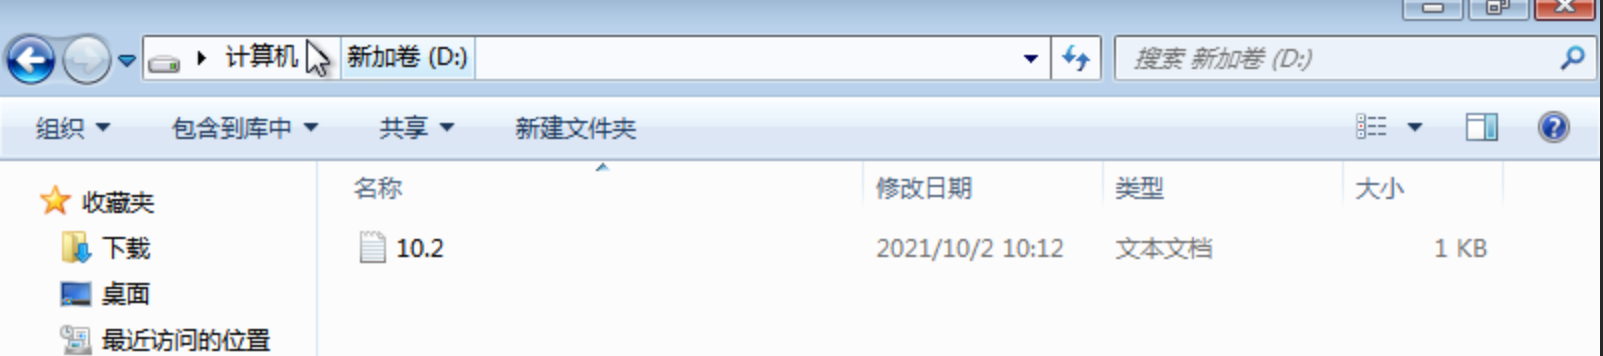 计算机 新加卷 (D:) 搜索 新加卷 (D:)
组织 包含到库中 共享 新建文件夹
收藏夹 名称 修改日期 类型 大小
下载 10.2 2021/10/2 10:12 文本文档 1 KB
桌面
最近访问的位置